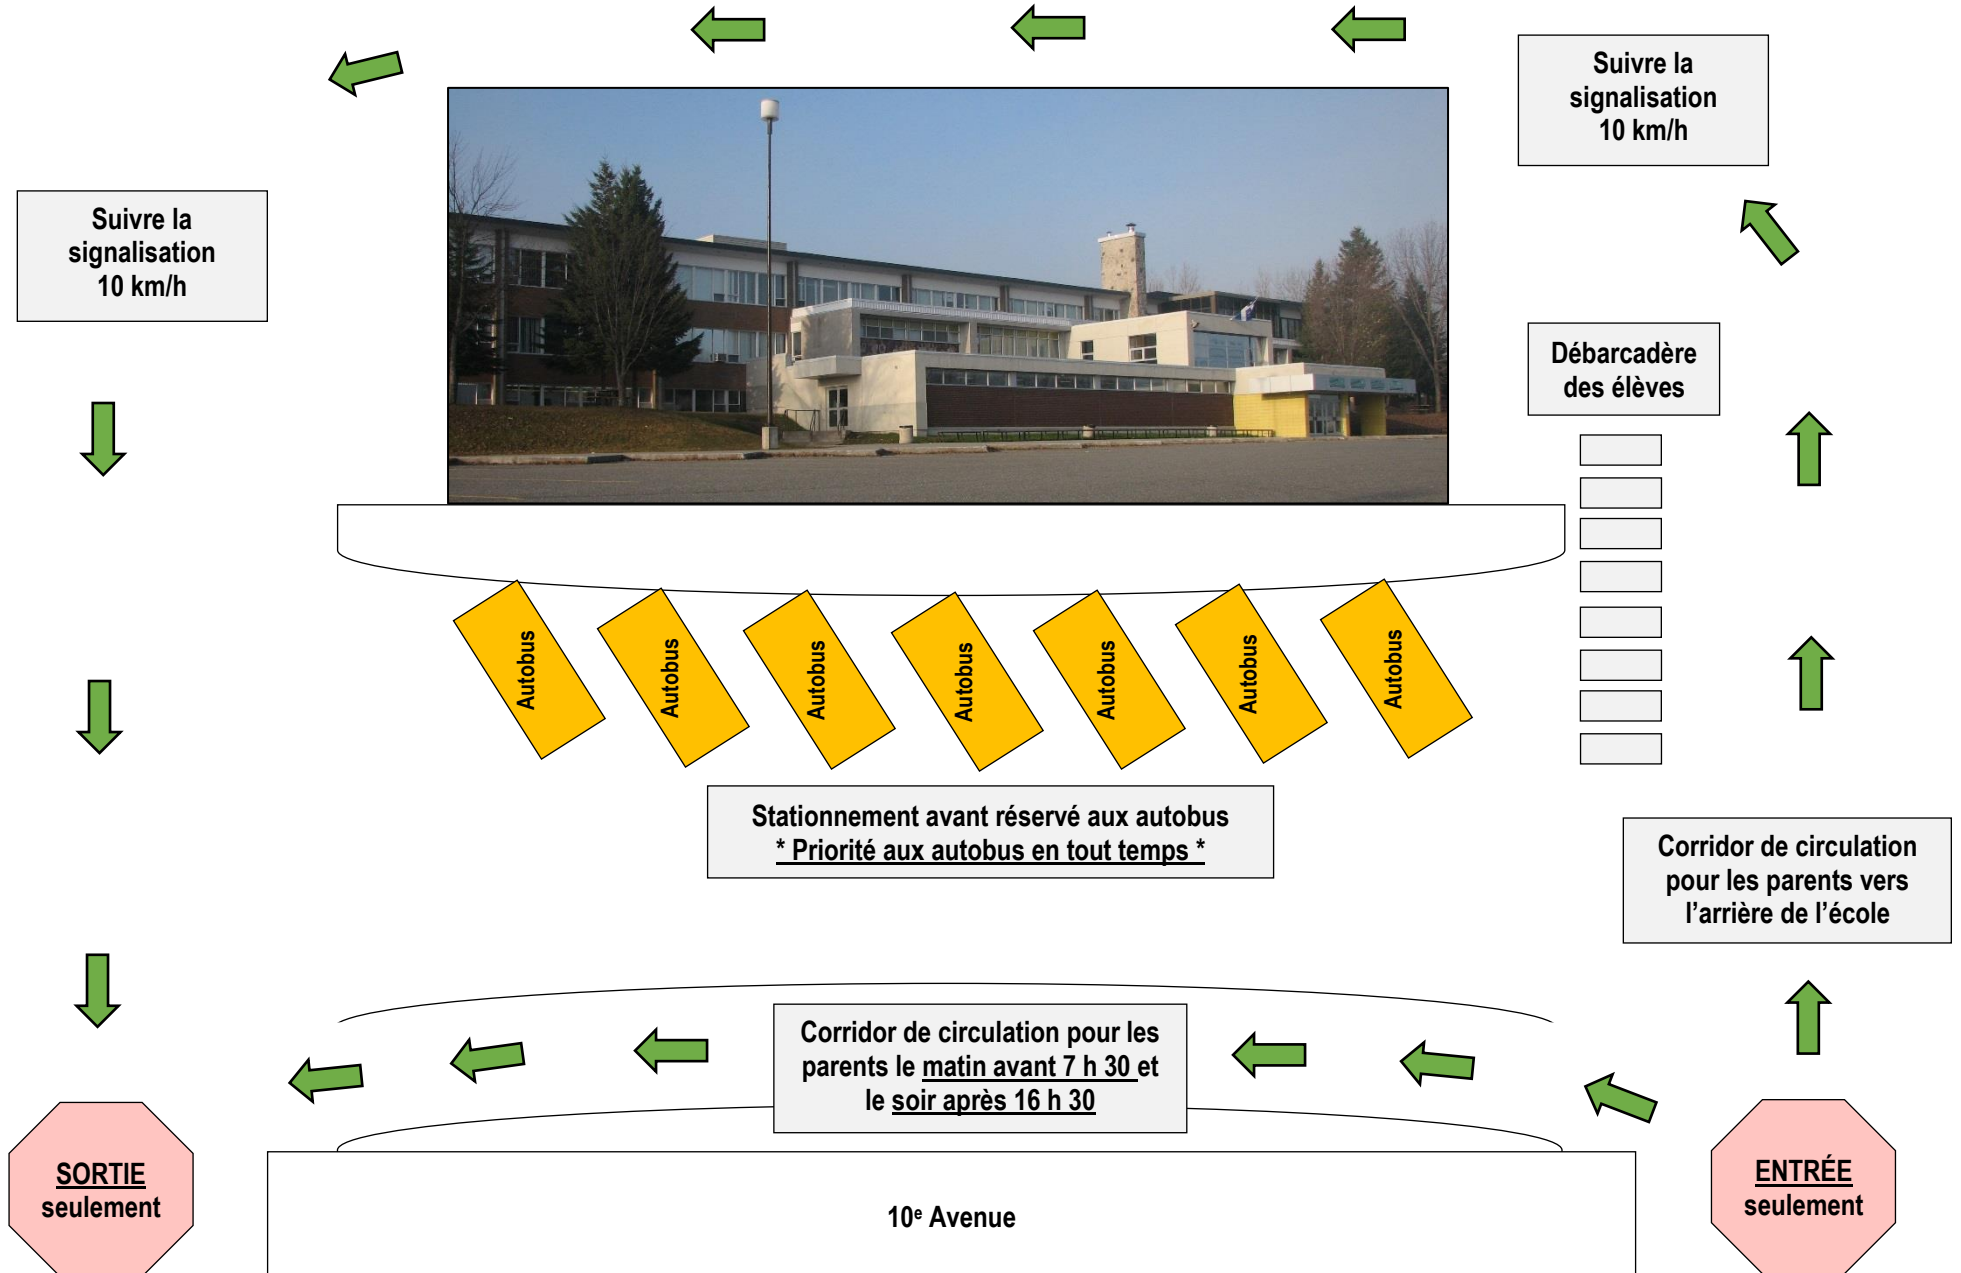 Suivre la
signalisation
10 km/h
Suivre la
signalisation
10 km/h
Débarcadère
des élèves
Autobus
Autobus
Autobus
Autobus
Autobus
Autobus
Autobus
Stationnement avant réservé aux autobus
* Priorité aux autobus en tout temps *
Corridor de circulation
pour les parents vers
l’arrière de l’école
Corridor de circulation pour les
parents le matin avant 7 h 30 et
le soir après 16 h 30
SORTIE
seulement
ENTRÉE
seulement
10e Avenue